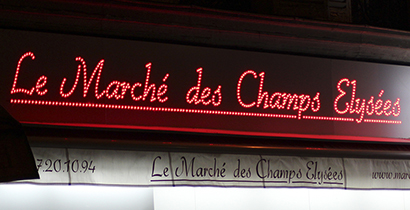 Le Marché des Champs Elysées
7.20.10.94 Le Marché des Champs Elysées www.mar